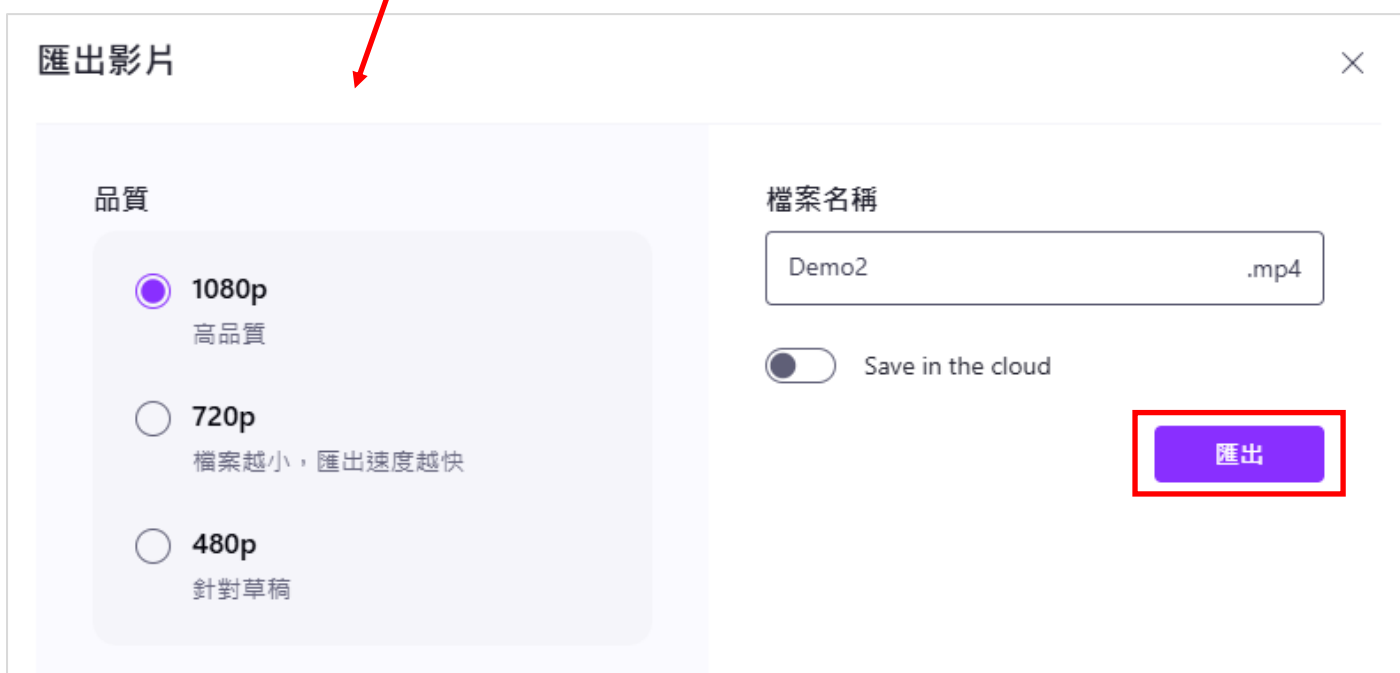 匯出影片
品質
1080p
高品質
720p
檔案越小，匯出速度越快
480p
針對草稿
檔案名稱
Demo2 .mp4
Save in the cloud
匯出